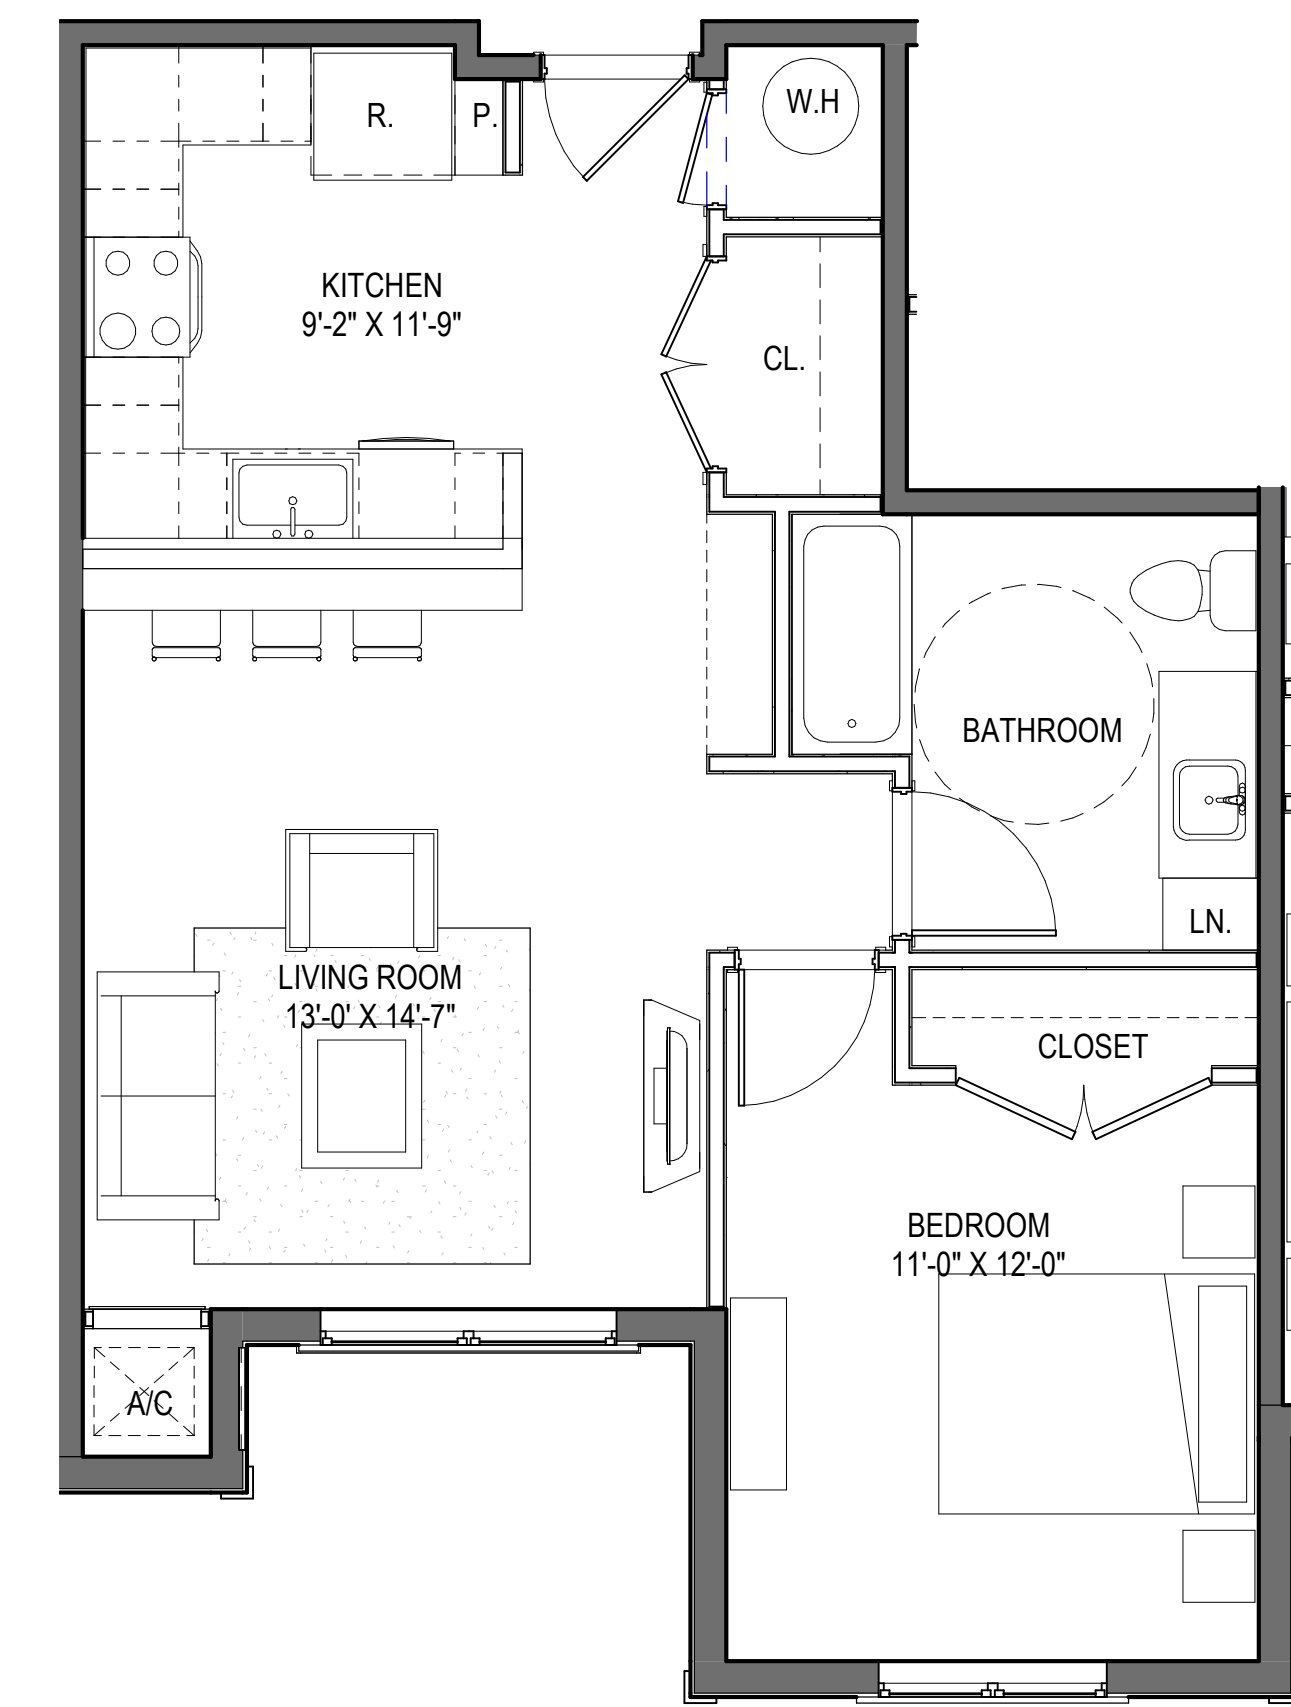 R.
P.
W.H
KITCHEN
9'-2" X 11'-9"
CL.
BATHROOM
LN.
LIVING ROOM
13'-0' X 14'-7"
CLOSET
BEDROOM
11'-0" X 12'-0"
A/C